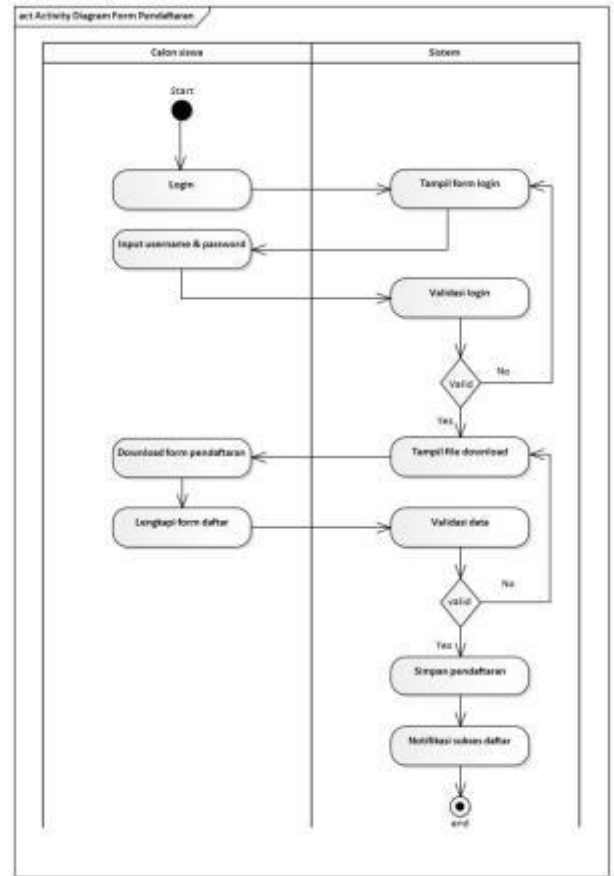 act Activity Diagram Form Pendaftaran
Calon siswa
Sistem
Start
Login
Tampil form login
Input username & password
Validasi login
Valid
No
Yes
Download form pendaftaran
Tampil file download
Lengkapi form daftar
Validasi data
No
valid
Yes
Simpan pendaftaran
Notifikasi sukses daftar
end